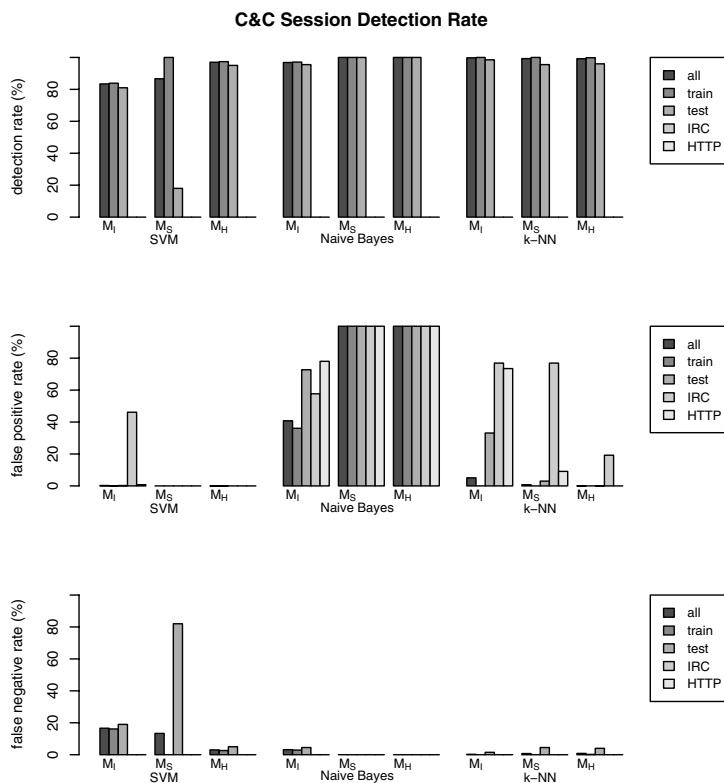 C&C Session Detection Rate
detection rate (%)
0 20 40 60 80
M_I M_S M_H M_I M_S M_H M_I M_S M_H
SVM Naive Bayes k−NN
all
train
test
IRC
HTTP
false positive rate (%)
0 20 40 60 80
M_I M_S M_H M_I M_S M_H M_I M_S M_H
SVM Naive Bayes k−NN
all
train
test
IRC
HTTP
false negative rate (%)
0 20 40 60 80
M_I M_S M_H M_I M_S M_H M_I M_S M_H
SVM Naive Bayes k−NN
all
train
test
IRC
HTTP